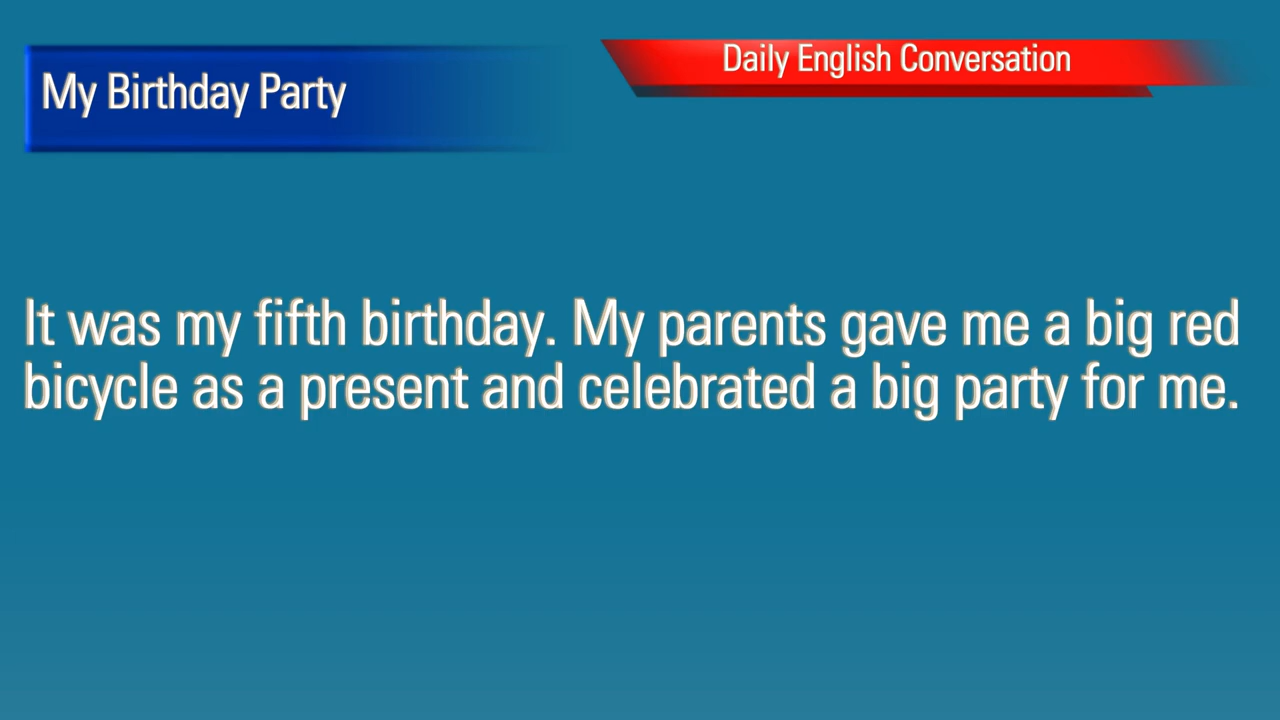 My Birthday Party
Daily English Conversation
It was my fifth birthday. My parents gave me a big red
bicycle as a present and celebrated a big party for me.